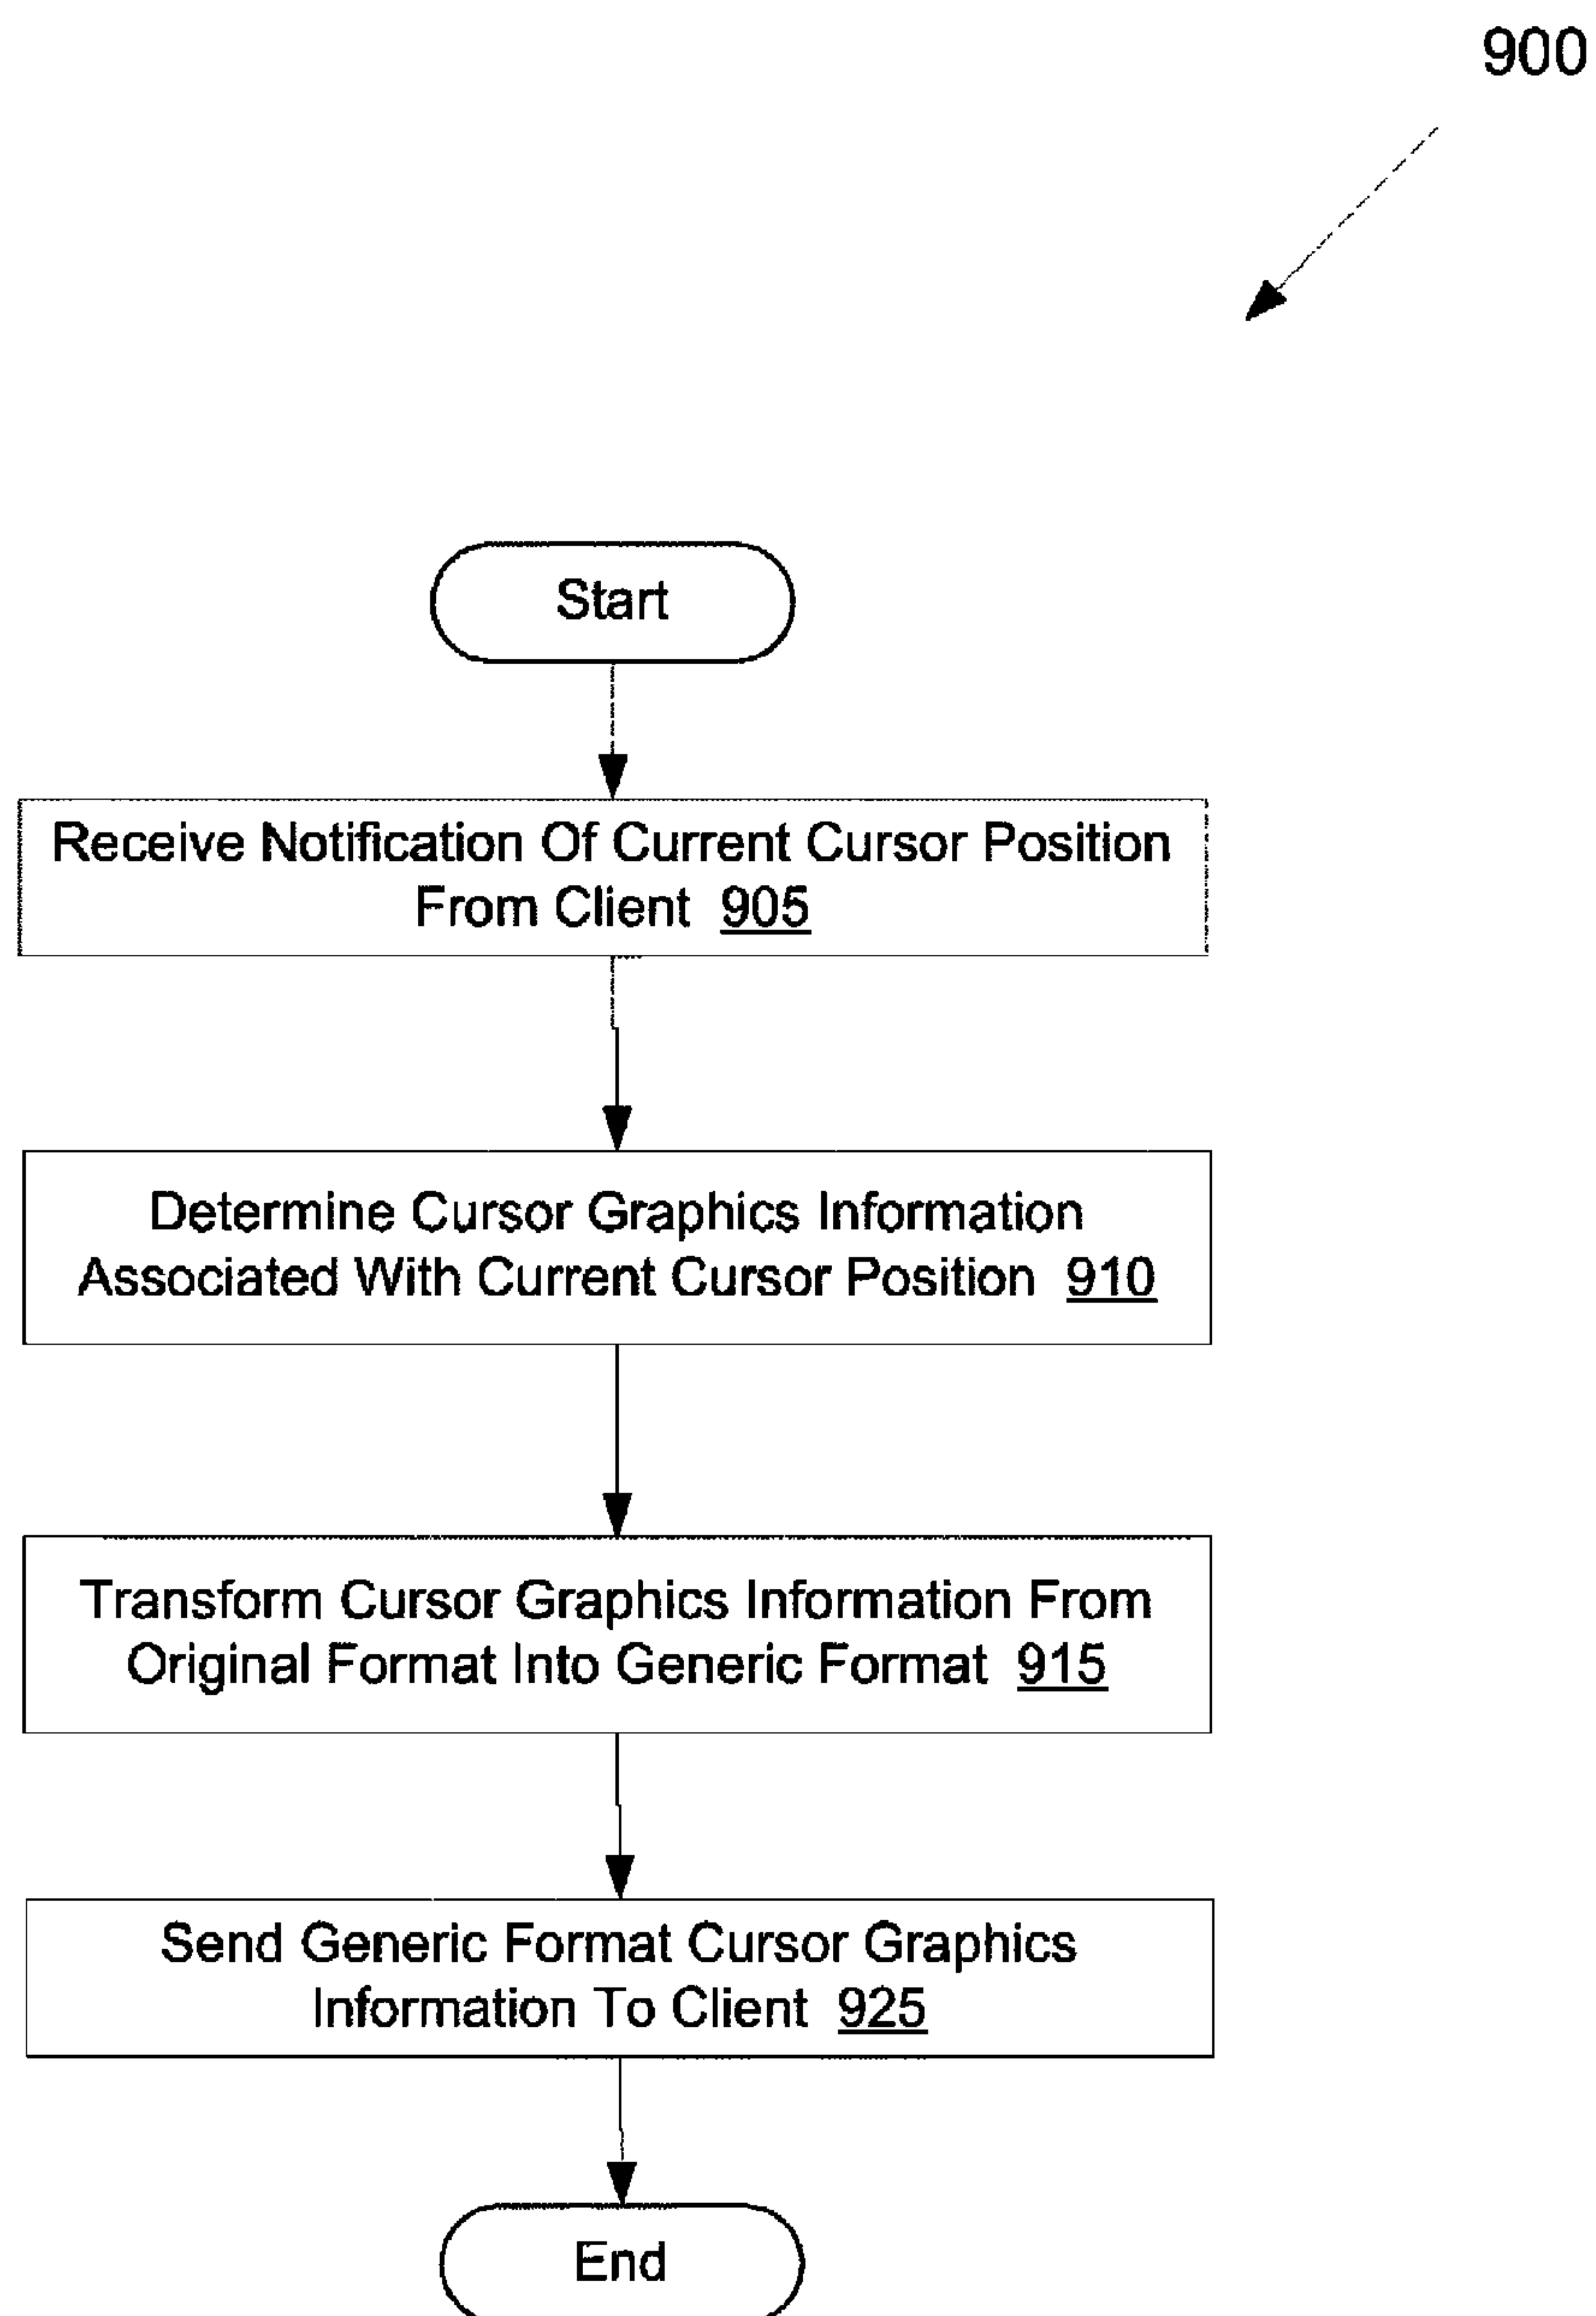 900
Start
Receive Notification Of Current Cursor Position
From Client 905
Determine Cursor Graphics Information
Associated With Current Cursor Position 910
Transform Cursor Graphics Information From
Original Format Into Generic Format 915
Send Generic Format Cursor Graphics
Information To Client 925
End